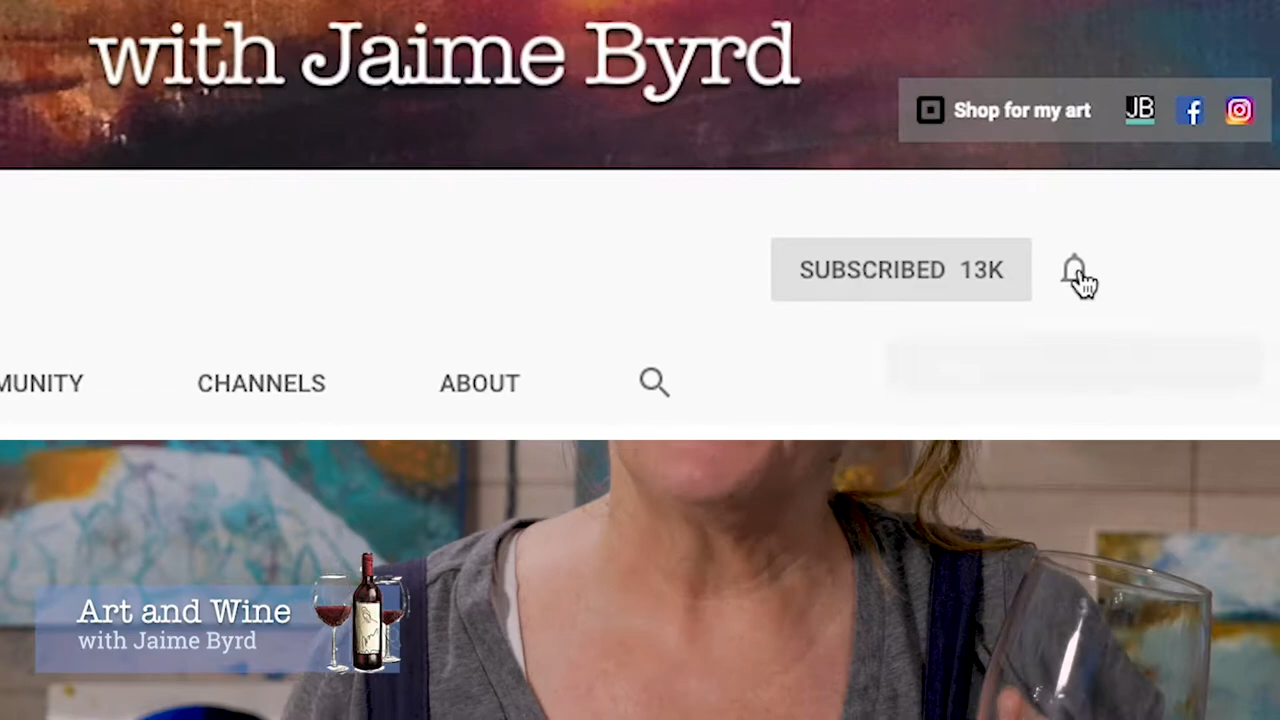 with Jaime Byrd
Shop for my art
JB
SUBSCRIBED 13K
MUNITY
CHANNELS
ABOUT
Art and Wine
with Jaime Byrd